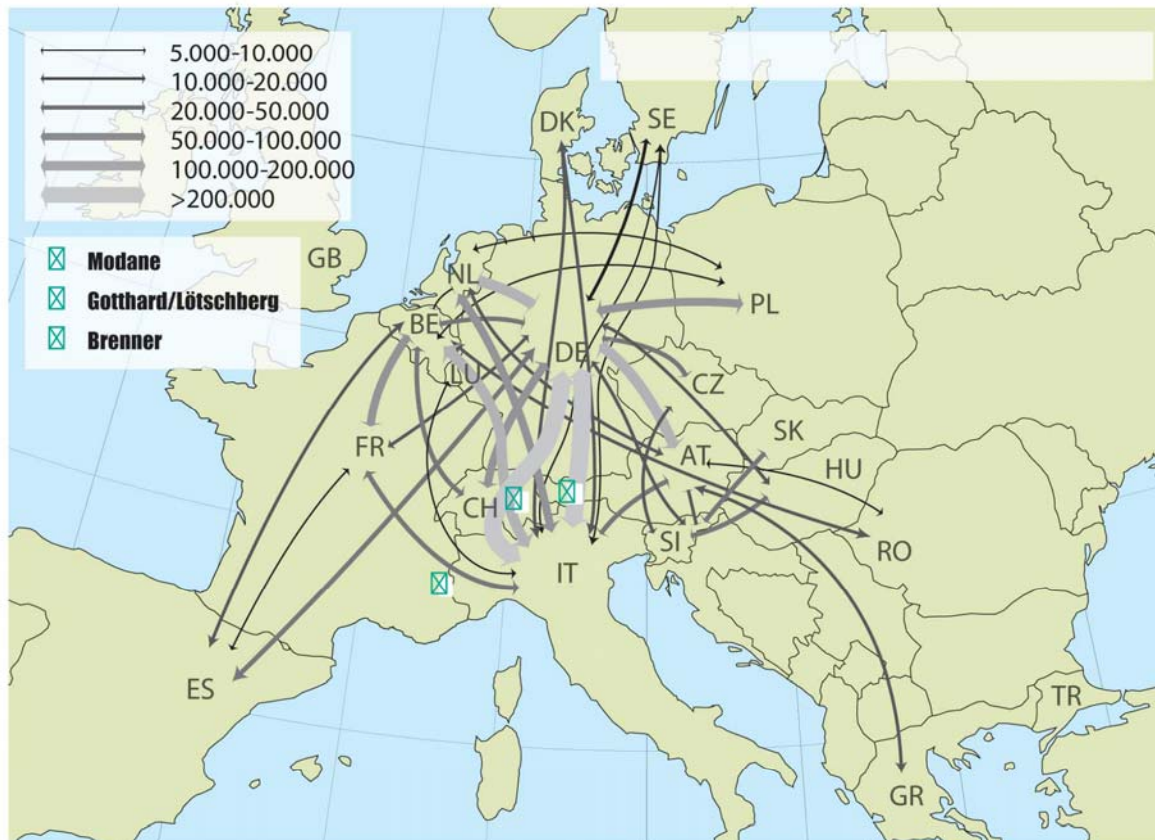 5.000-10.000
10.000-20.000
20.000-50.000
50.000-100.000
100.000-200.000
>200.000
Modane
Gotthard/Lötschberg
Brenner
DK
SE
GB
NL
PL
BE
DE
LU
CZ
FR
SK
AT
HU
CH
SI
RO
IT
ES
TR
GR